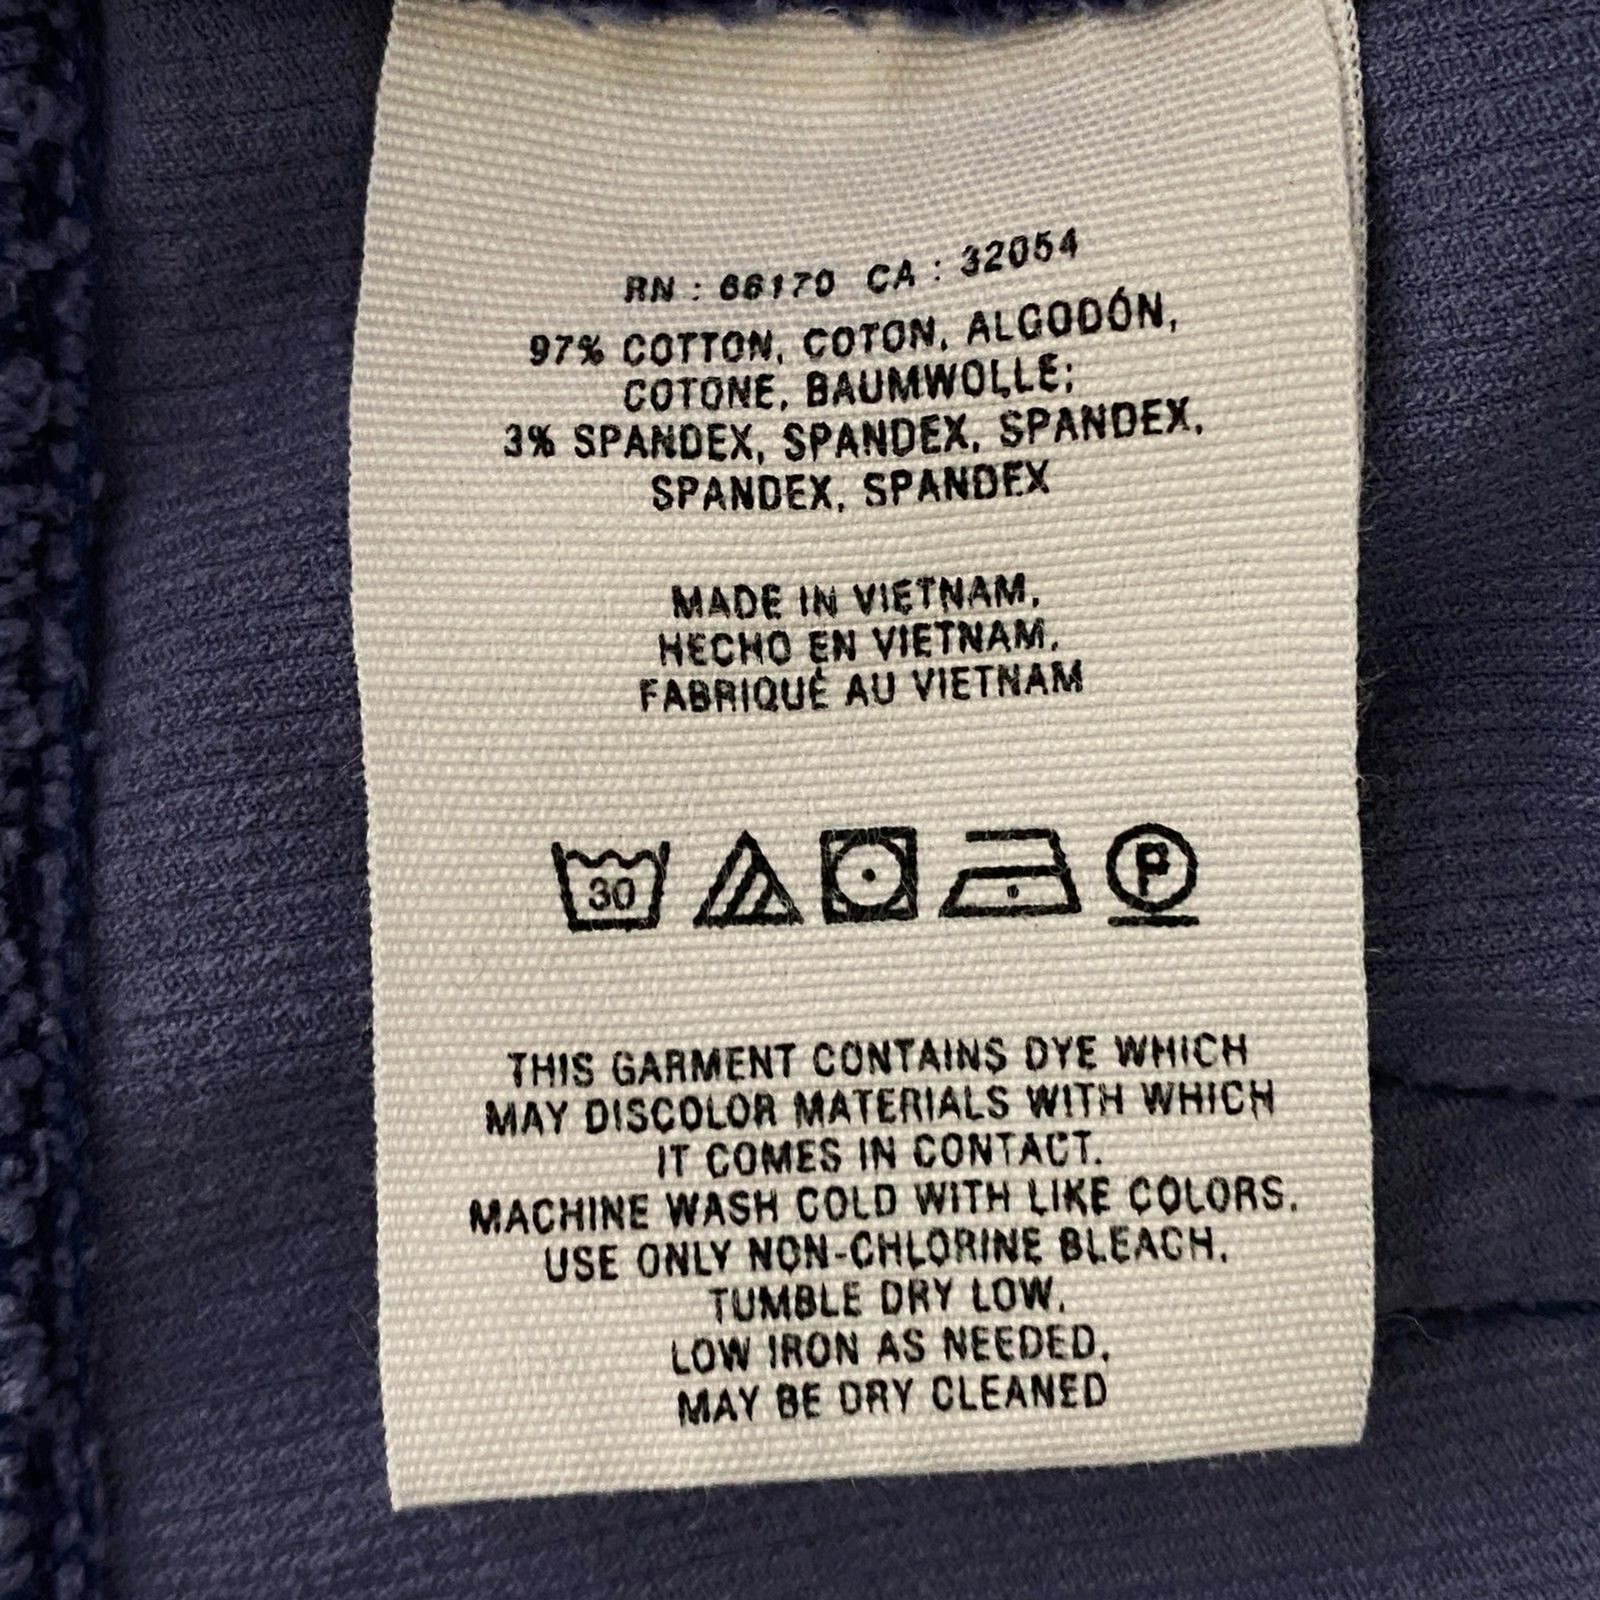 RN : 66170 CA : 32054
97% COTTON, COTON, ALGODÓN,
COTONE, BAUMWOLLE;
3% SPANDEX, SPANDEX, SPANDEX,
SPANDEX, SPANDEX
MADE IN VIETNAM,
HECHO EN VIETNAM,
FABRIQUÉ AU VIETNAM
30 P
THIS GARMENT CONTAINS DYE WHICH
MAY DISCOLOR MATERIALS WITH WHICH
IT COMES IN CONTACT.
MACHINE WASH COLD WITH LIKE COLORS,
USE ONLY NON-CHLORINE BLEACH,
TUMBLE DRY LOW,
LOW IRON AS NEEDED,
MAY BE DRY CLEANED